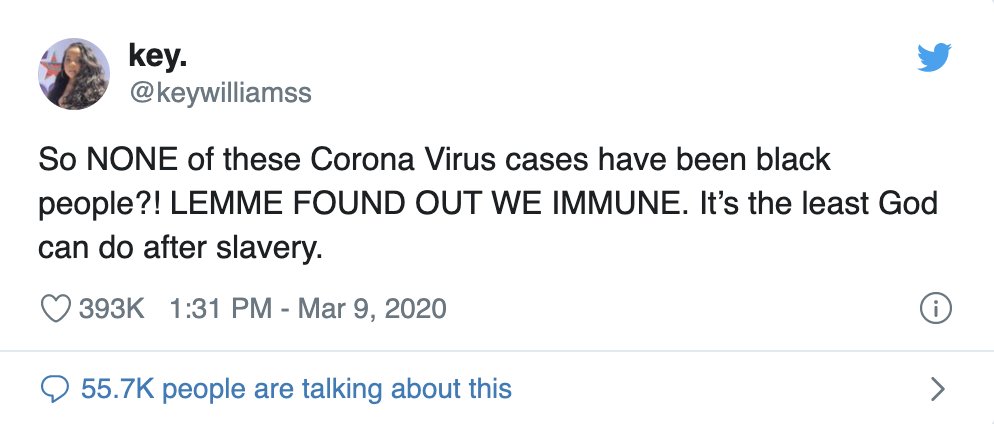 key.
@keywilliamss
So NONE of these Corona Virus cases have been black
people?! LEMME FOUND OUT WE IMMUNE. It’s the least God
can do after slavery.
393K 1:31 PM - Mar 9, 2020
55.7K people are talking about this